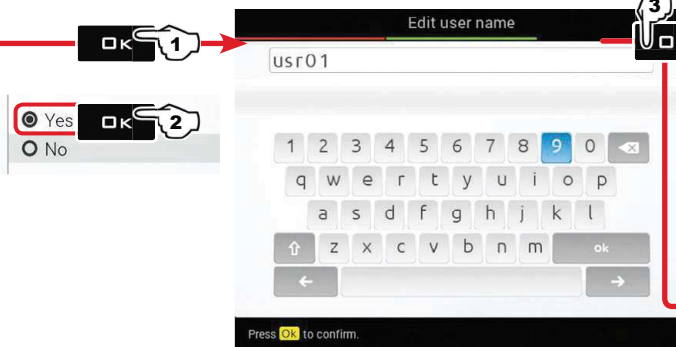 Edit user name
3
OK
1
usr01
Yes
OK
2
No
1 2 3 4 5 6 7 8 9 0
q w e r t y u i o p
a s d f g h j k l
z x c v b n m ok
Press Ok to confirm.